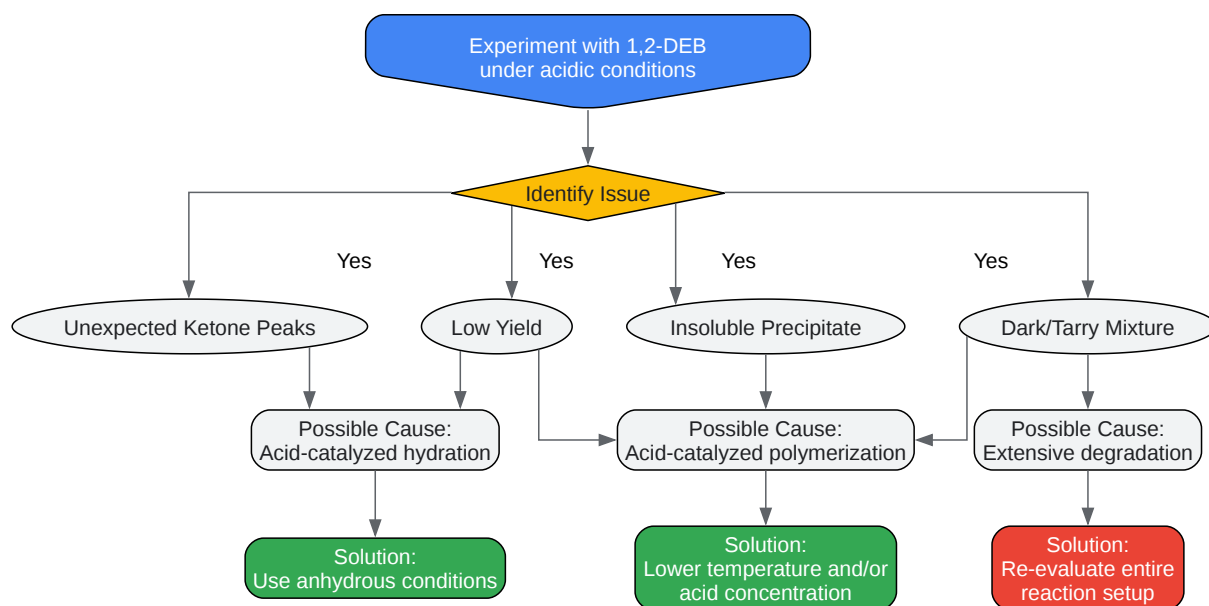 Experiment with 1,2-DEB
under acidic conditions
Identify Issue
Yes
Yes
Yes
Yes
Unexpected Ketone Peaks
Low Yield
Insoluble Precipitate
Dark/Tarry Mixture
Possible Cause:
Acid-catalyzed hydration
Possible Cause:
Acid-catalyzed polymerization
Possible Cause:
Extensive degradation
Solution:
Use anhydrous conditions
Solution:
Lower temperature and/or
acid concentration
Solution:
Re-evaluate entire
reaction setup